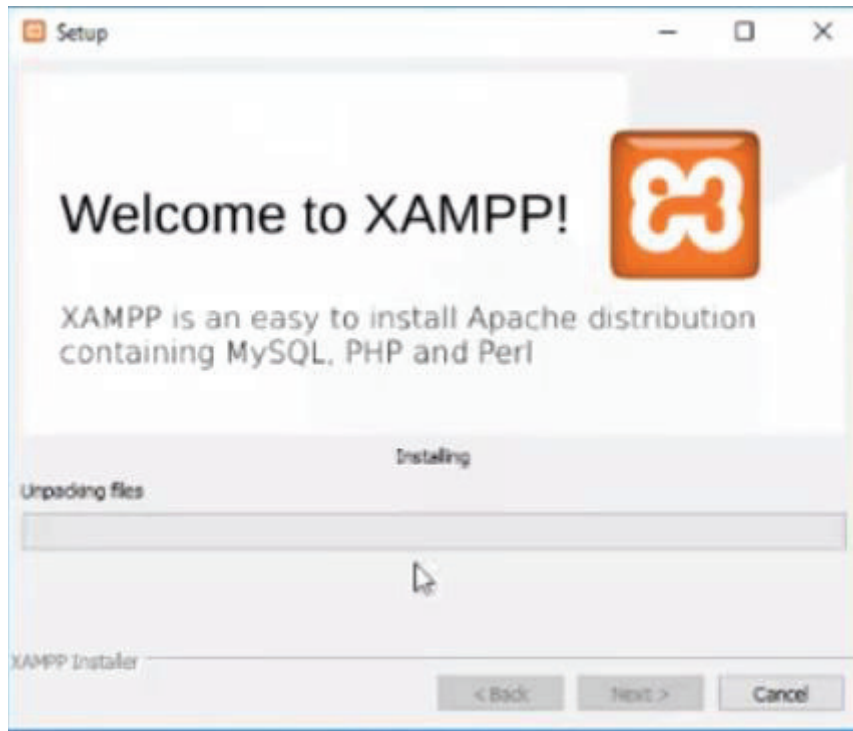 Setup
Welcome to XAMPP!
XAMPP is an easy to install Apache distribution
containing MySQL, PHP and Perl
Installing
Unpacking files
XAMPP Installer
< Back
Next >
Cancel